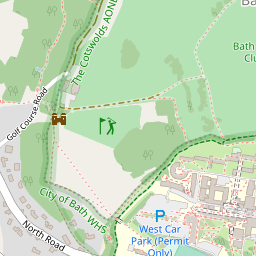 Ba
The Cotswolds AONB
Bath
Clu
Golf Course Road
City of Bath WHS
North Road
P
West Car
Park (Permit
Only)